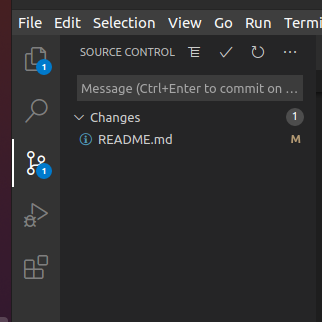 File Edit Selection View Go Run Termi
SOURCE CONTROL
1
Message (Ctrl+Enter to commit on ...
Changes 1
README.md M
1